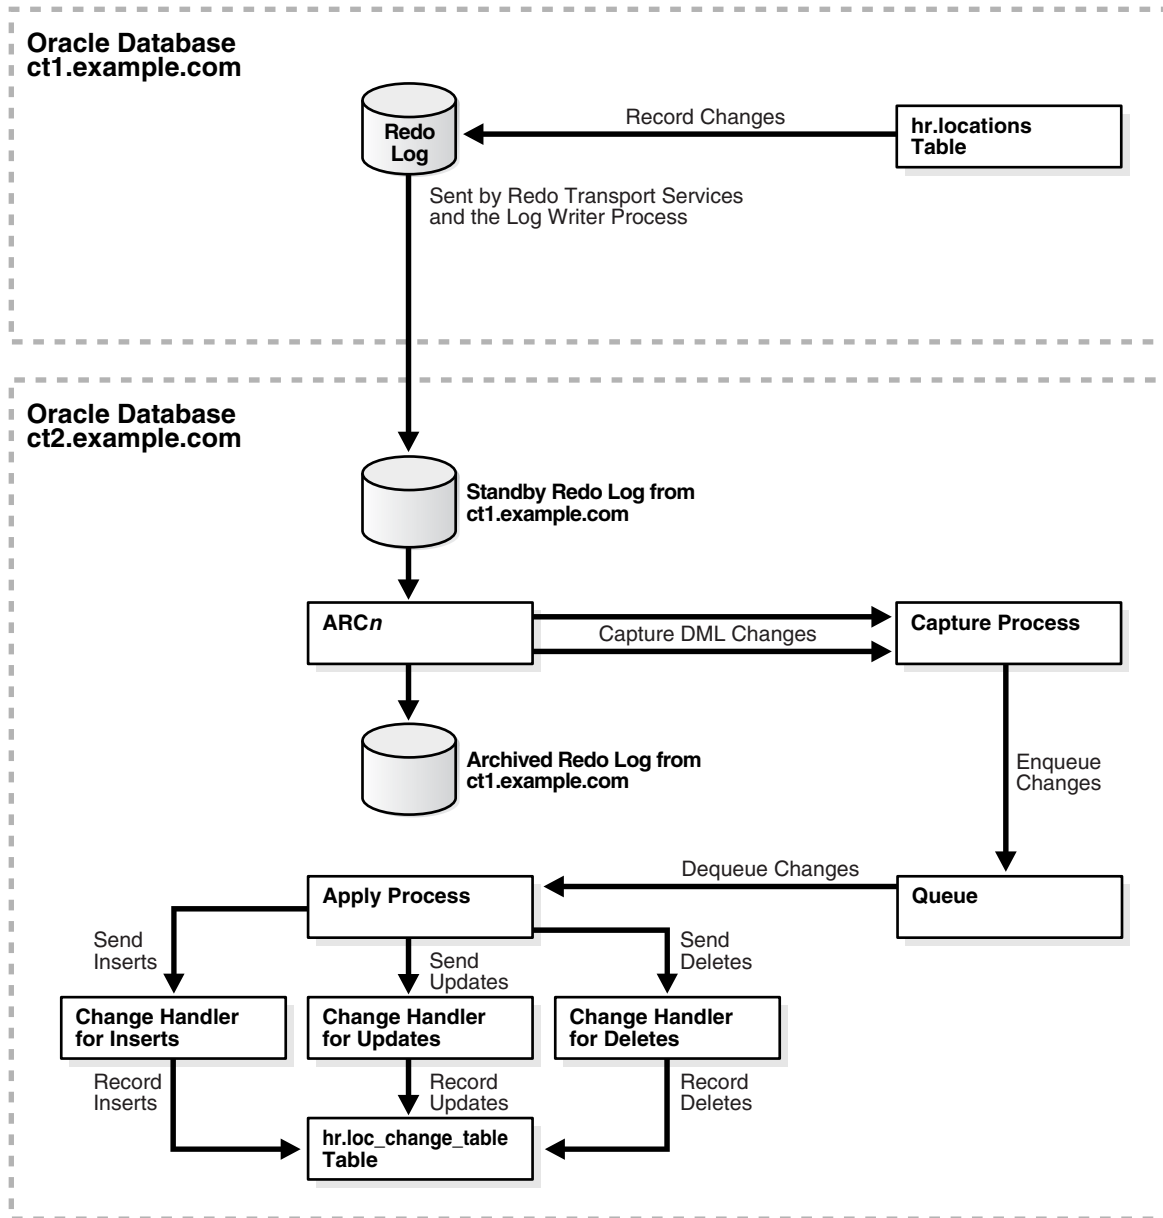 Oracle Database
ct1.example.com
Redo
Log
Record Changes
hr.locations
Table
Sent by Redo Transport Services
and the Log Writer Process
Oracle Database
ct2.example.com
Standby Redo Log from
ct1.example.com
ARCn
Capture DML Changes
Capture Process
Archived Redo Log from
ct1.example.com
Enqueue
Changes
Dequeue Changes
Apply Process
Queue
Send
Inserts
Send
Updates
Send
Deletes
Change Handler
for Inserts
Change Handler
for Updates
Change Handler
for Deletes
Record
Inserts
Record
Updates
Record
Deletes
hr.loc_change_table
Table